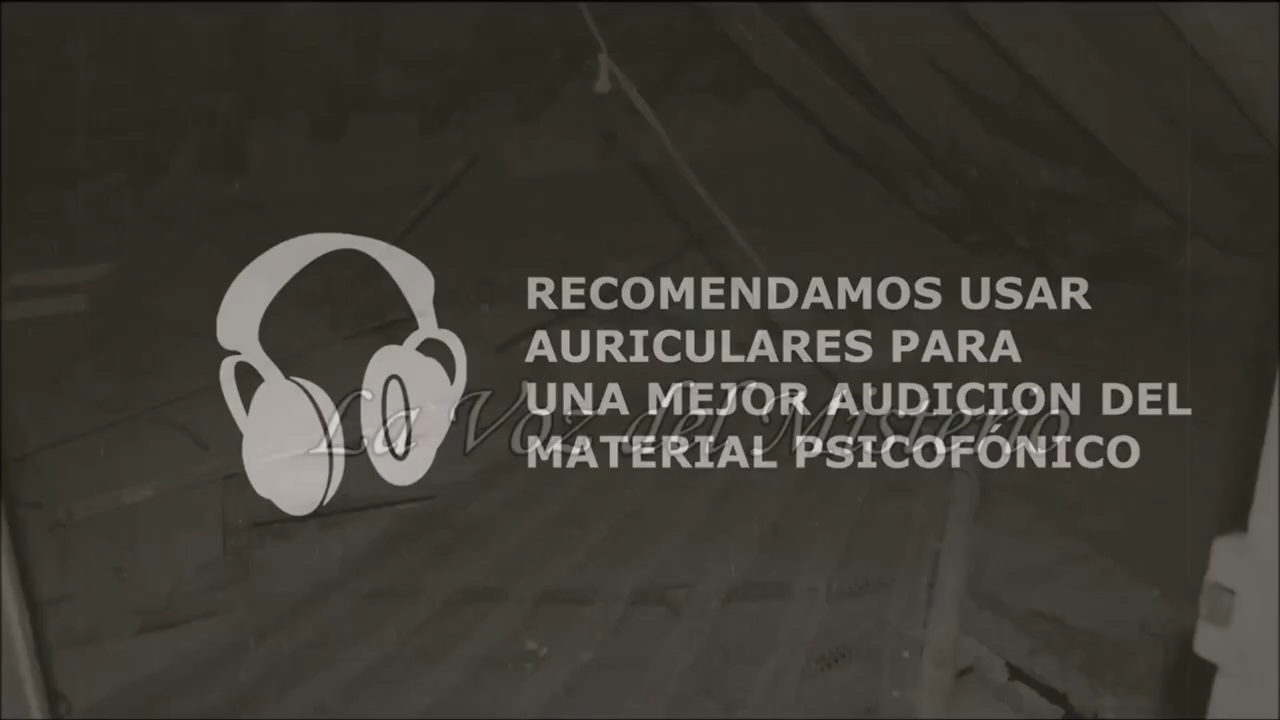 RECOMENDAMOS USAR
AURICULARES PARA
UNA MEJOR AUDICION DEL
MATERIAL PSICOFÓNICO
La Voz del Misterio